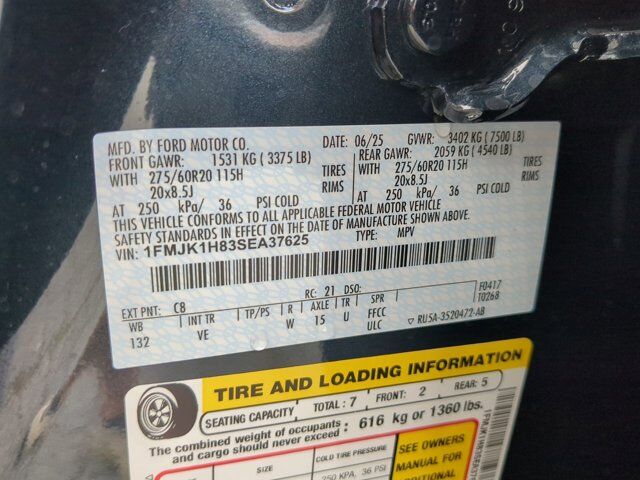 MFD. BY FORD MOTOR CO. DATE: 06/25 GVWR: 3402 KG ( 7500 LB)
FRONT GAWR: 1531 KG ( 3375 LB) REAR GAWR: 2059 KG ( 4540 LB)
WITH 275/60R20 115H TIRES WITH 275/60R20 115H TIRES
20x8.5J RIMS 20x8.5J RIMS
AT 250 kPa/ 36 PSI COLD AT 250 kPa/ 36 PSI COLD
THIS VEHICLE CONFORMS TO ALL APPLICABLE FEDERAL MOTOR VEHICLE
SAFETY STANDARDS IN EFFECT ON THE DATE OF MANUFACTURE SHOWN ABOVE
VIN: 1FMJK1H83SEA37625 TYPE: MPV
EXT PNT: C8 RC: 21 DSO: F0417
T0268
WB INT TR TP/PS R AXLE TR SPR
132 VE W 15 U FFCC
ULC ▽ RU5A-3520472-AB
TIRE AND LOADING INFORMATION
SEATING CAPACITY TOTAL : 7 FRONT: 2 REAR: 5
The combined weight of occupants
and cargo should never exceed : 616 kg or 1360 lbs.
SIZE COLD TIRE PRESSURE SEE OWNERS
MANUAL FOR
250 KPA, 36 PSI ADDITIONAL